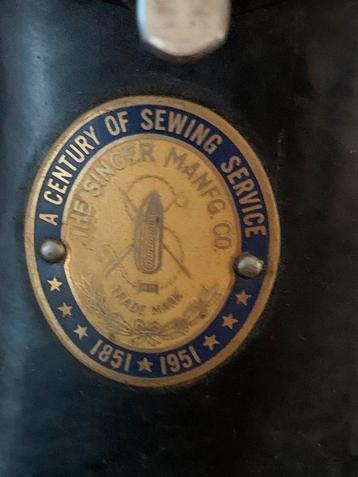 A CENTURY OF SEWING SERVICE
THE SINGER MANFG. CO.
TRADE MARK
1851 ★ 1951